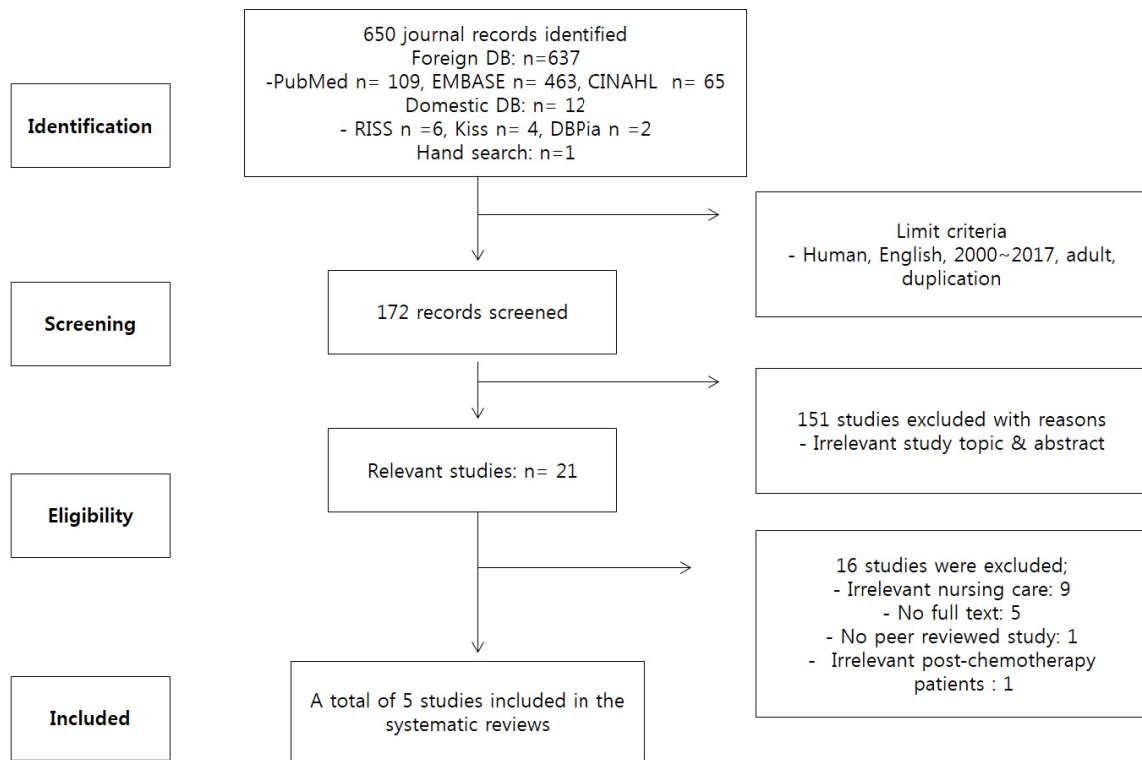 650 journal records identified
Foreign DB: n=637
-PubMed n= 109, EMBASE n= 463, CINAHL n= 65
Domestic DB: n= 12
- RISS n =6, Kiss n= 4, DBPia n =2
Hand search: n=1
Identification
Limit criteria
- Human, English, 2000~2017, adult,
duplication
Screening
172 records screened
151 studies excluded with reasons
- Irrelevant study topic & abstract
Relevant studies: n= 21
Eligibility
16 studies were excluded;
- Irrelevant nursing care: 9
- No full text: 5
- No peer reviewed study: 1
- Irrelevant post-chemotherapy
patients : 1
Included
A total of 5 studies included in the
systematic reviews